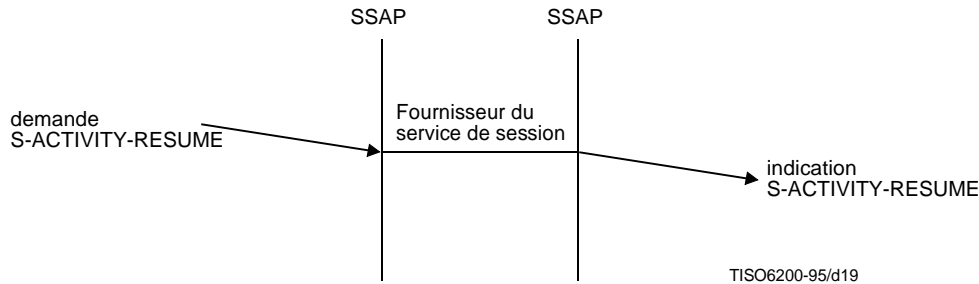 SSAP
SSAP
demande
S-ACTIVITY-RESUME
Fournisseur du
service de session
indication
S-ACTIVITY-RESUME
TISO6200-95/d19